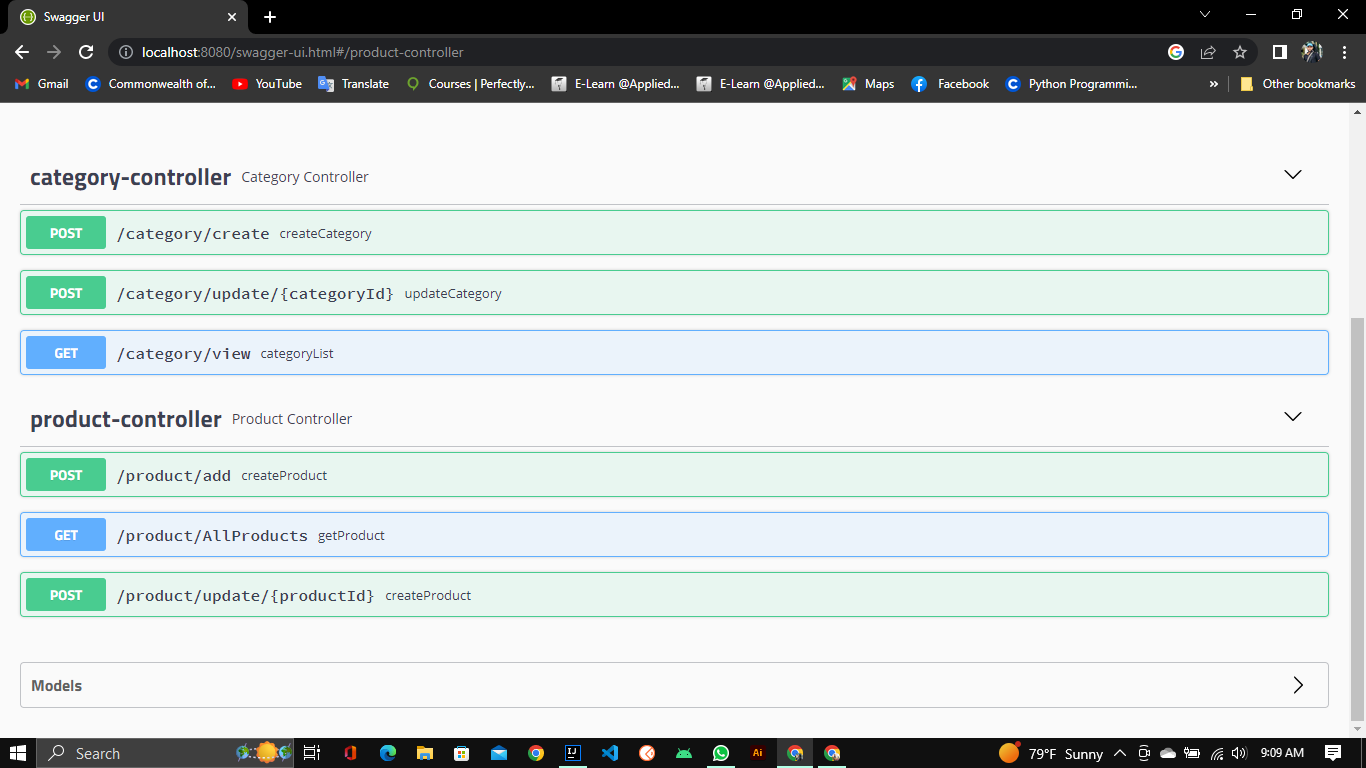 Swagger UI
localhost:8080/swagger-ui.html#/product-controller
Gmail Commonwealth of... YouTube Translate Courses | Perfectly... E-Learn @Applied... E-Learn @Applied... Maps Facebook Python Programmi... » Other bookmarks
category-controller Category Controller
POST /category/create createCategory
POST /category/update/{categoryId} updateCategory
GET /category/view categoryList
product-controller Product Controller
POST /product/add createProduct
GET /product/AllProducts getProduct
POST /product/update/{productId} createProduct
Models
Search 79°F Sunny 9:09 AM